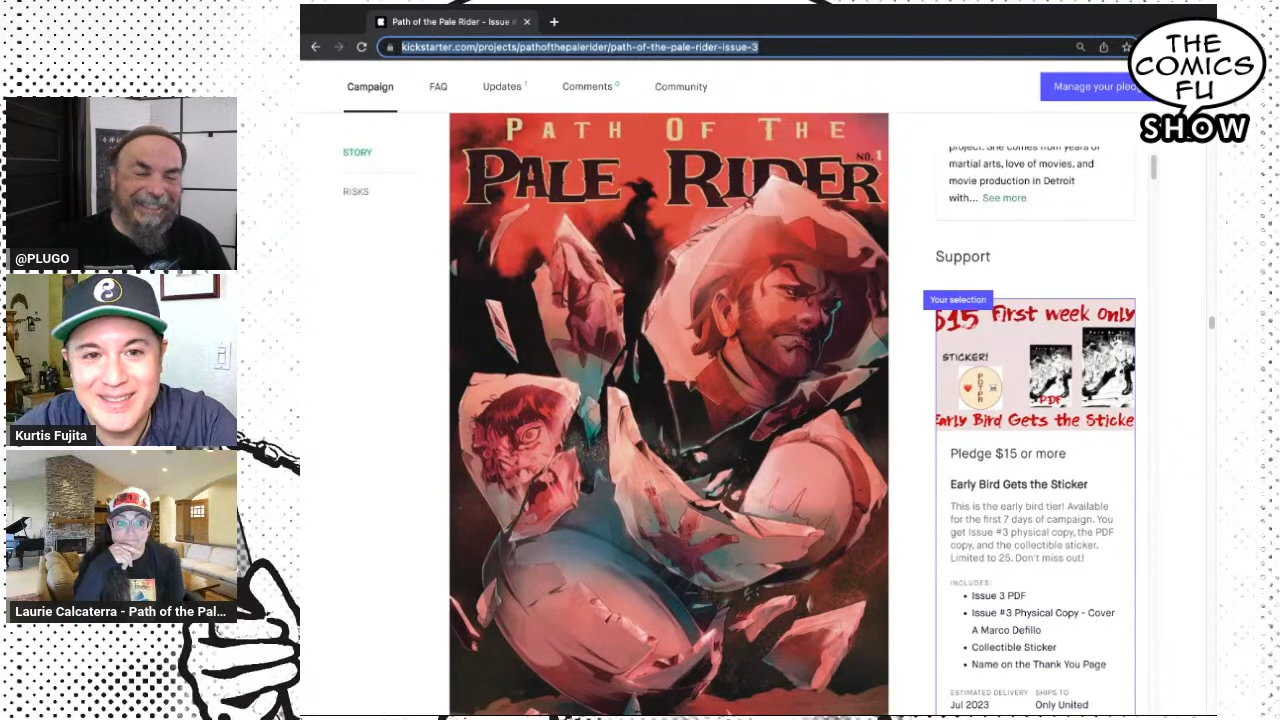 Path of the Pale Rider - Issue
kickstarter.com/projects/pathofthepalerider/path-of-the-pale-rider-issue-3
THE
COMICS
FU
SHOW
Campaign
FAQ
Updates 1
Comments 0
Community
Manage your pledg
STORY
RISKS
PATH OF THE
PALE RIDER
NO. 1
project. She comes from years of
martial arts, love of movies, and
movie production in Detroit
with... See more
Support
Your selection
$15 First week only
STICKER!
POTPR
PDF
Early Bird Gets the Sticke
Pledge $15 or more
Early Bird Gets the Sticker
This is the early bird tier! Available
for the first 7 days of campaign. You
get Issue #3 physical copy, the PDF
copy, and the collectible sticker.
Limited to 25. Don't miss out!
INCLUDES:
• Issue 3 PDF
• Issue #3 Physical Copy - Cover
A Marco Defillo
• Collectible Sticker
• Name on the Thank You Page
ESTIMATED DELIVERY
SHIPS TO
Jul 2023
Only United
@PLUGO
Kurtis Fujita
Laurie Calcaterra - Path of the Pal...